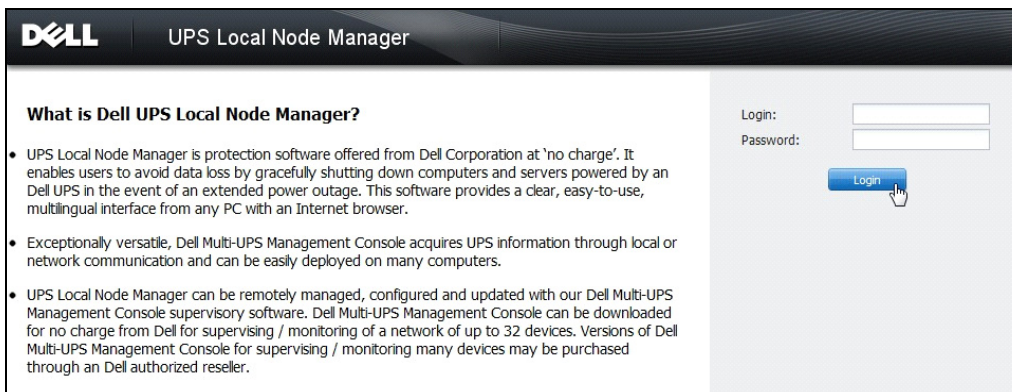 DELL
UPS Local Node Manager
What is Dell UPS Local Node Manager?
• UPS Local Node Manager is protection software offered from Dell Corporation at ‘no charge’. It
enables users to avoid data loss by gracefully shutting down computers and servers powered by an
Dell UPS in the event of an extended power outage. This software provides a clear, easy-to-use,
multilingual interface from any PC with an Internet browser.
• Exceptionally versatile, Dell Multi-UPS Management Console acquires UPS information through local or
network communication and can be easily deployed on many computers.
• UPS Local Node Manager can be remotely managed, configured and updated with our Dell Multi-UPS
Management Console supervisory software. Dell Multi-UPS Management Console can be downloaded
for no charge from Dell for supervising / monitoring of a network of up to 32 devices. Versions of Dell
Multi-UPS Management Console for supervising / monitoring many devices may be purchased
through an Dell authorized reseller.
Login:
Password:
Login